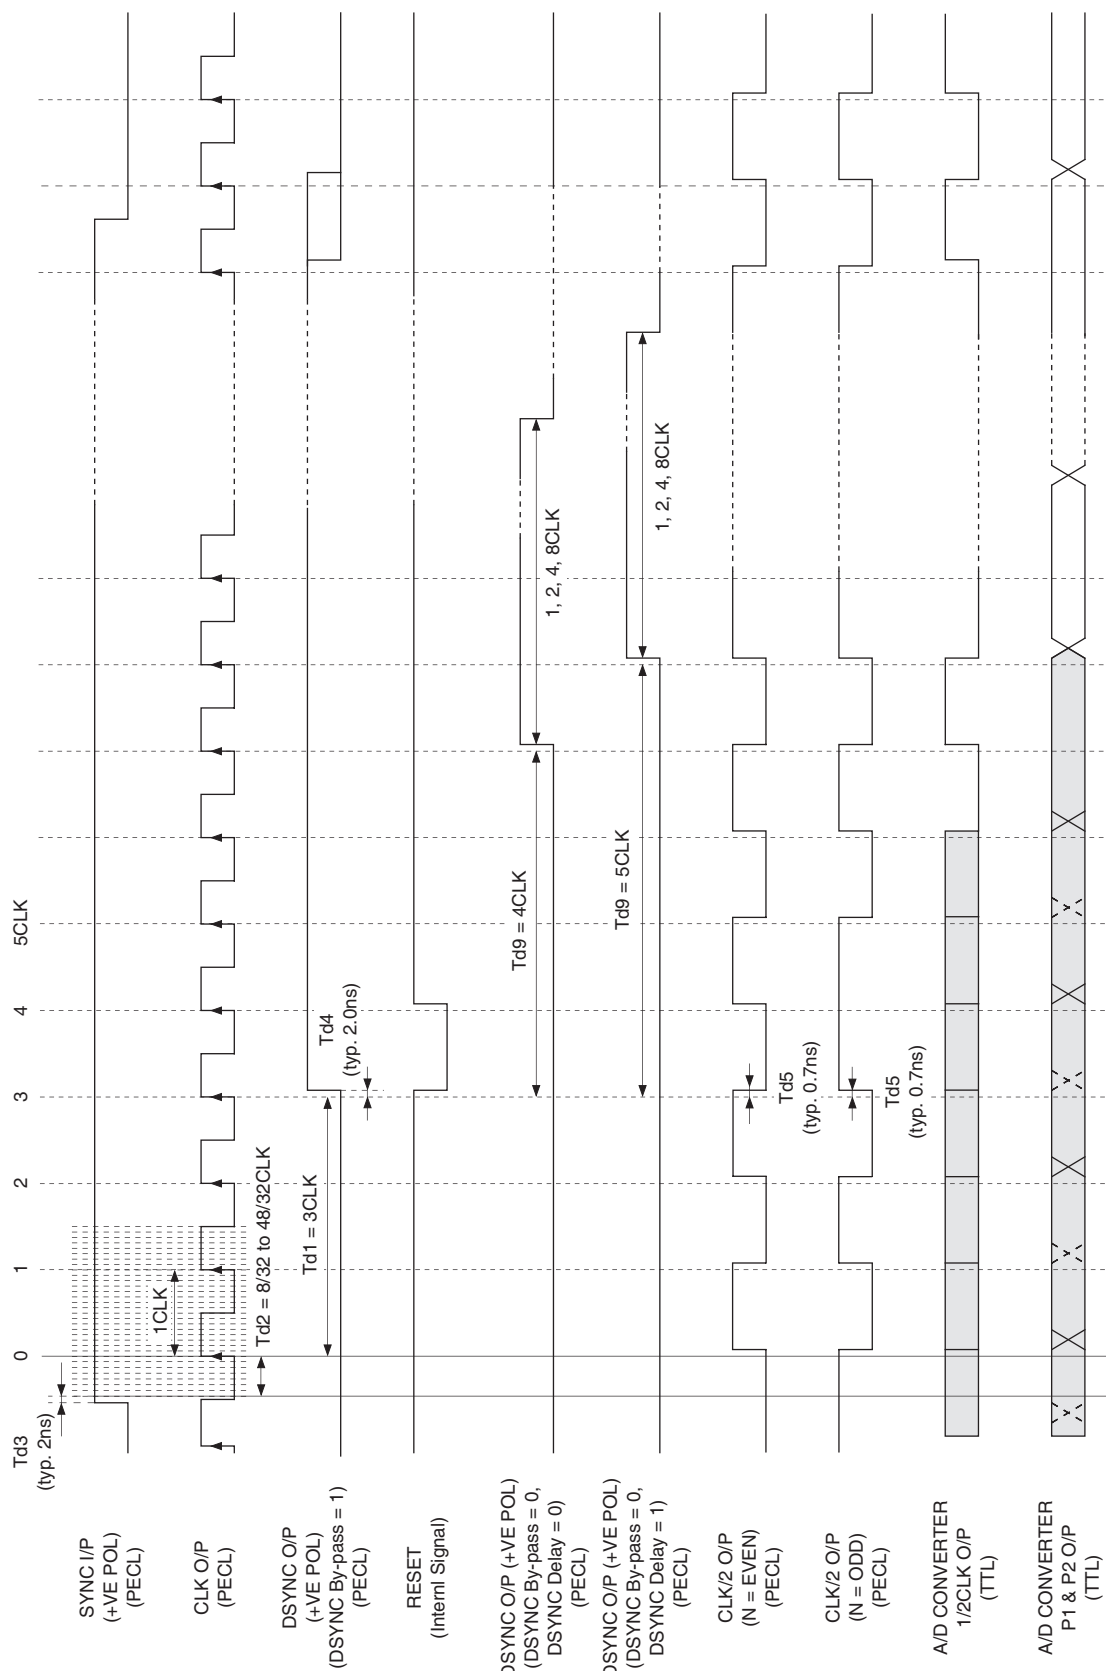 SYNC I/P
(+VE POL)
(PECL)
CLK O/P
(PECL)
DSYNC O/P
(+VE POL)
(DSYNC By-pass = 1)
(PECL)
RESET
(Internl Signal)
DSYNC O/P (+VE POL)
(DSYNC By-pass = 0,
DSYNC Delay = 0)
(PECL)
DSYNC O/P (+VE POL)
(DSYNC By-pass = 0,
DSYNC Delay = 1)
(PECL)
CLK/2 O/P
(N = EVEN)
(PECL)
CLK/2 O/P
(N = ODD)
(PECL)
A/D CONVERTER
1/2CLK O/P
(TTL)
A/D CONVERTER
P1 & P2 O/P
(TTL)
Td3
(typ. 2ns)
0
1
2
3
4
5CLK
1CLK
Td2 = 8/32 to 48/32CLK
Td1 = 3CLK
Td4
(typ. 2.0ns)
Td9 = 4CLK
1, 2, 4, 8CLK
Td9 = 5CLK
1, 2, 4, 8CLK
Td5
(typ. 0.7ns)
Td5
(typ. 0.7ns)